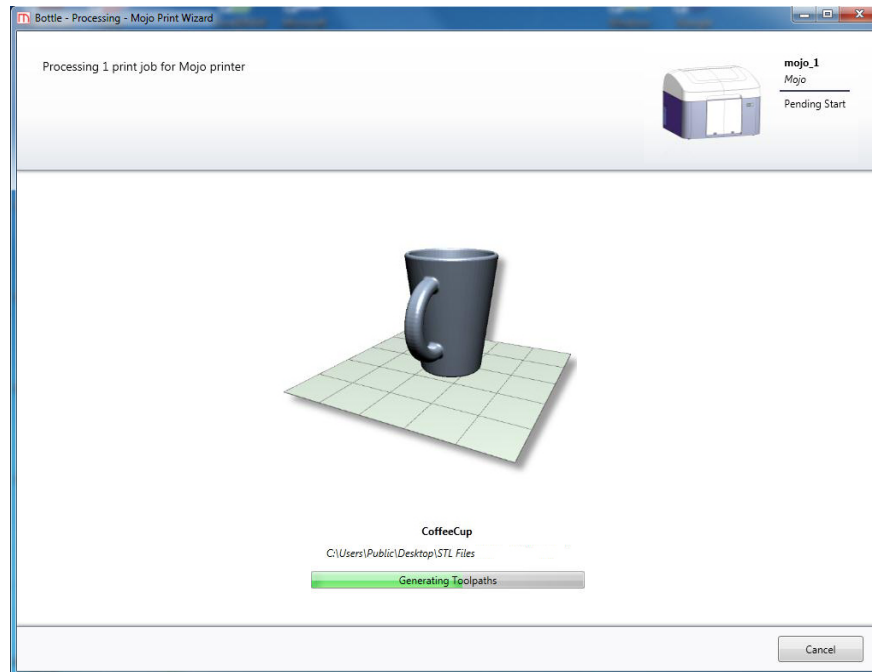 Bottle - Processing - Mojo Print Wizard
Processing 1 print job for Mojo printer
mojo_1
Mojo
Pending Start
CoffeeCup
C:\Users\Public\Desktop\STL Files
Generating Toolpaths
Cancel